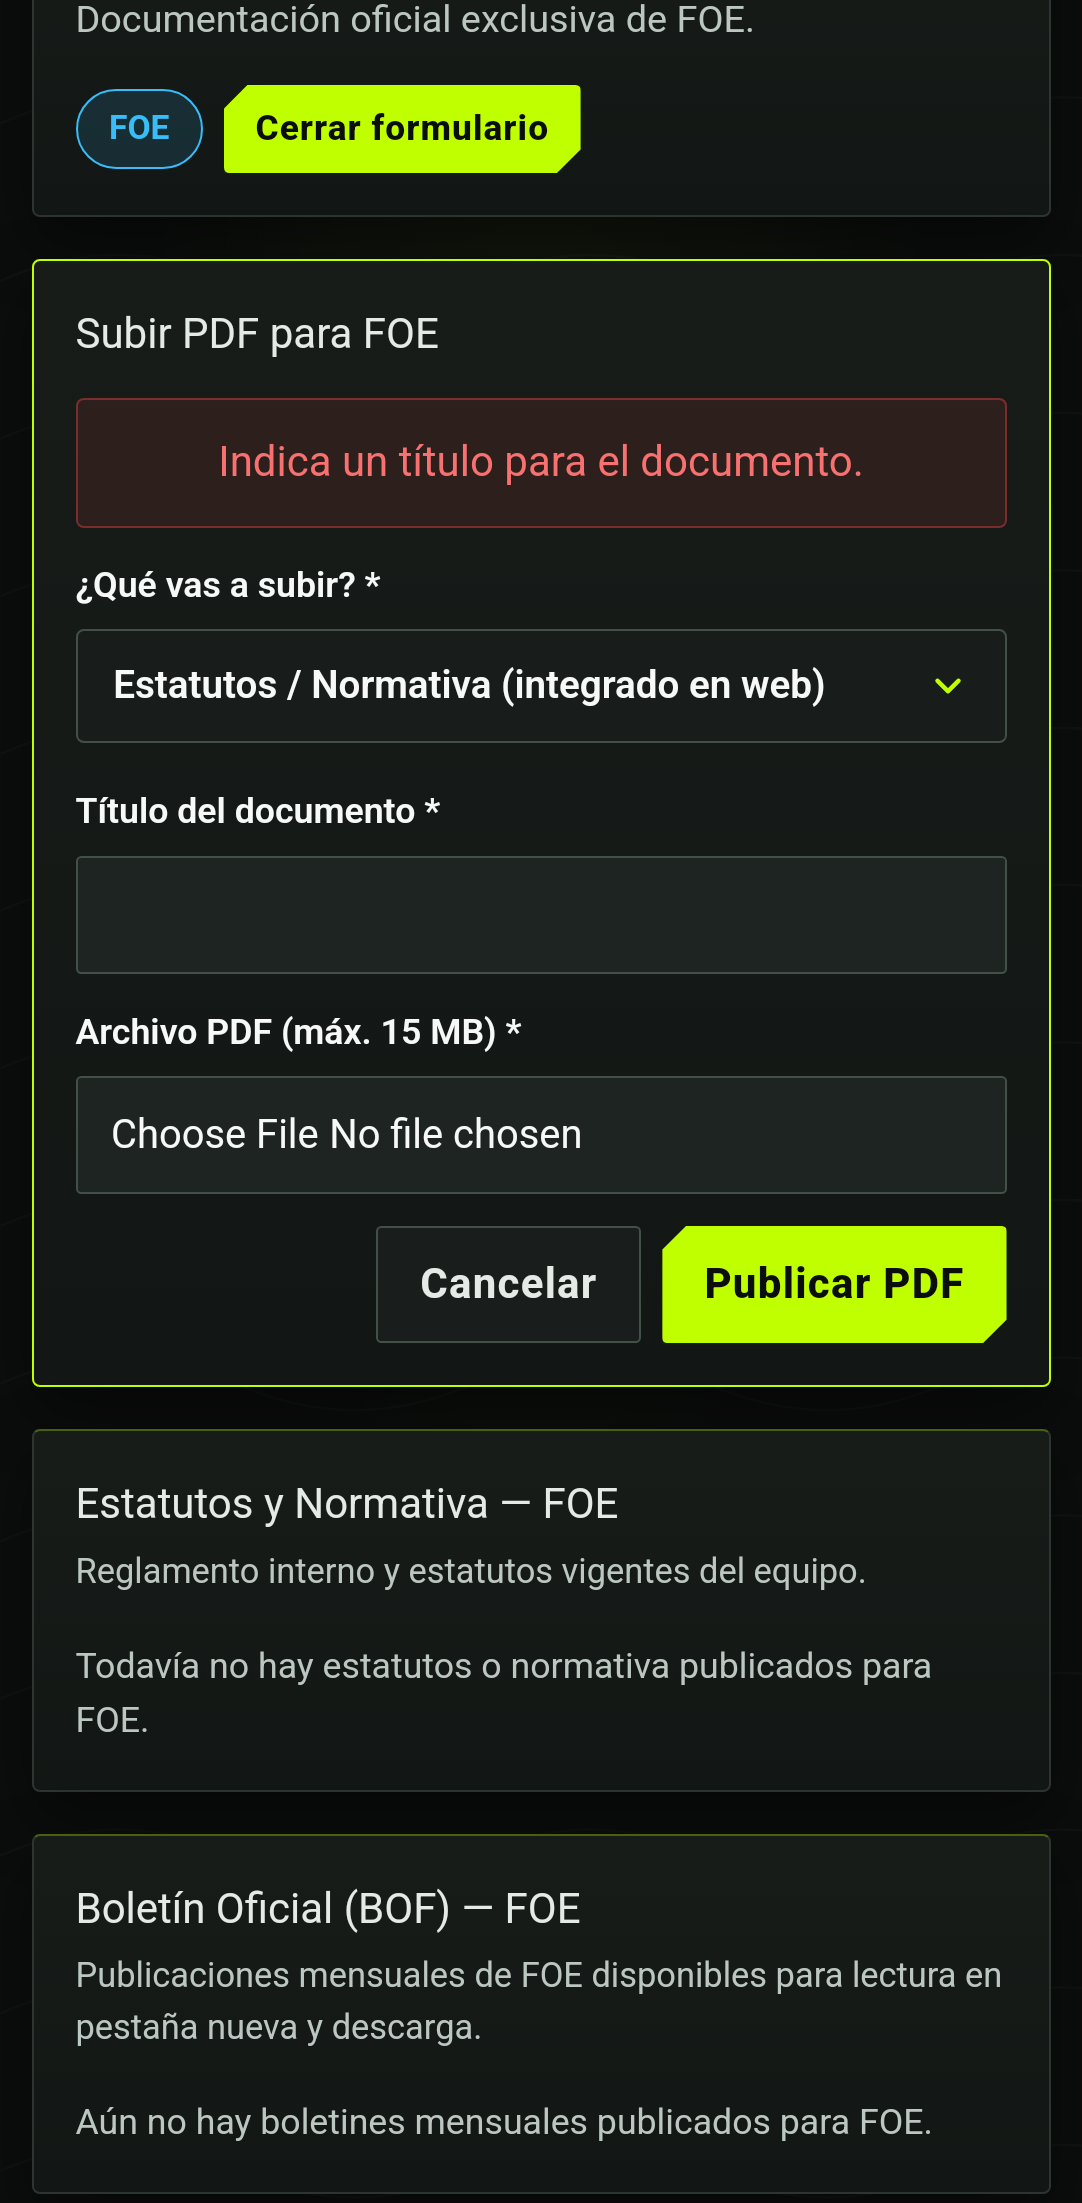 Documentación oficial exclusiva de FOE.
FOE
Cerrar formulario
Subir PDF para FOE
Indica un título para el documento.
¿Qué vas a subir? *
Estatutos / Normativa (integrado en web)
Título del documento *
Archivo PDF (máx. 15 MB) *
Choose File No file chosen
Cancelar
Publicar PDF
Estatutos y Normativa — FOE
Reglamento interno y estatutos vigentes del equipo.
Todavía no hay estatutos o normativa publicados para
FOE.
Boletín Oficial (BOF) — FOE
Publicaciones mensuales de FOE disponibles para lectura en
pestaña nueva y descarga.
Aún no hay boletines mensuales publicados para FOE.